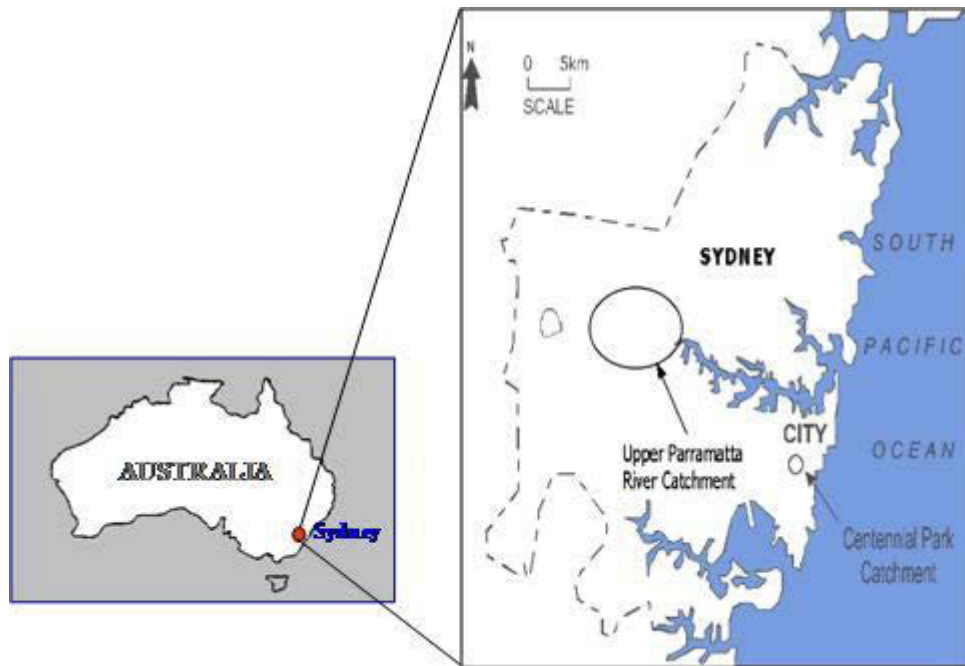 N
0 5km
SCALE
SYDNEY
SOUTH
PACIFIC
OCEAN
CITY
Upper Parramatta
River Catchment
Centennial Park
Catchment
AUSTRALIA
Sydney